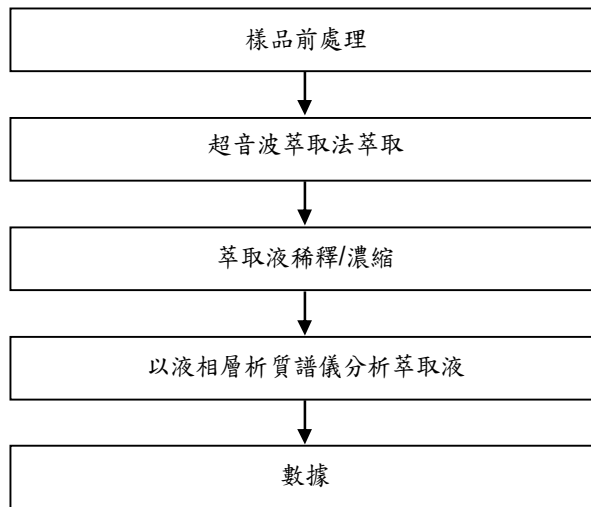 樣品前處理
超音波萃取法萃取
萃取液稀釋/濃縮
以液相層析質譜儀分析萃取液
數據